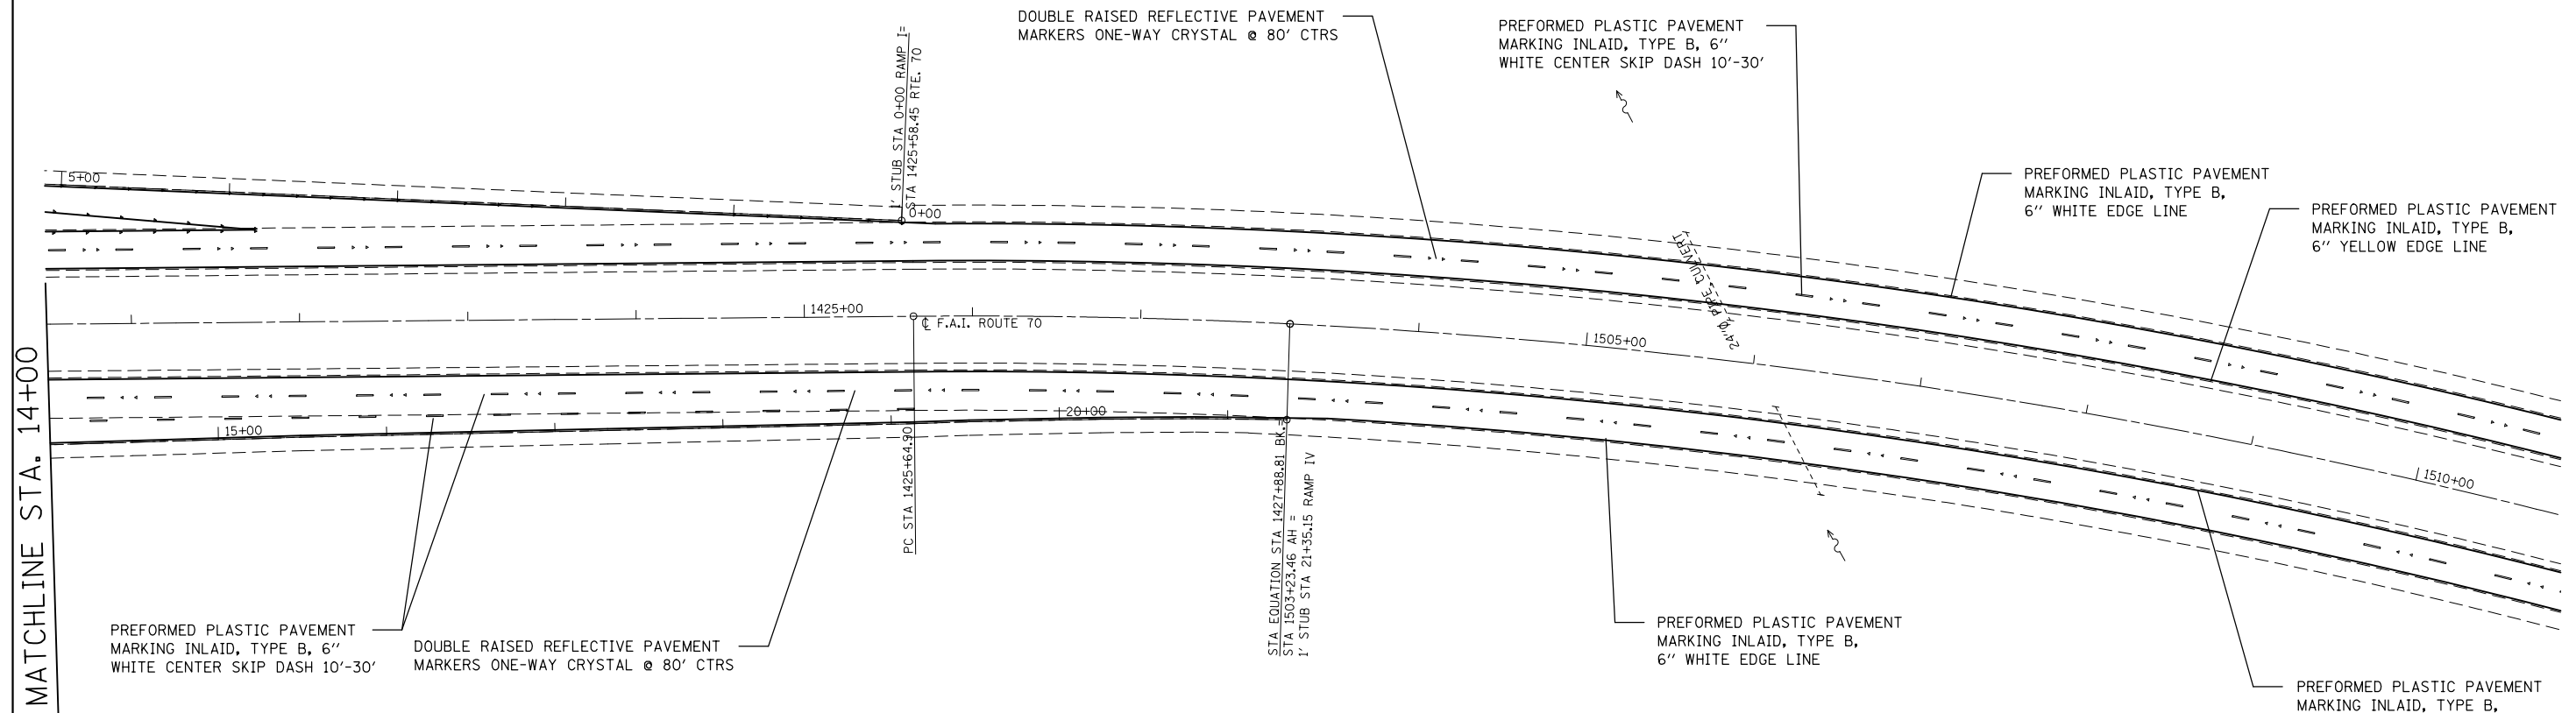 DOUBLE RAISED REFLECTIVE PAVEMENT
MARKERS ONE-WAY CRYSTAL @ 80' CTRS
PREFORMED PLASTIC PAVEMENT
MARKING INLAID, TYPE B, 6"
WHITE CENTER SKIP DASH 10'-30'
1' STUB STA 0+00 RAMP I=
STA 1425+58.45 RTE. 70
PREFORMED PLASTIC PAVEMENT
MARKING INLAID, TYPE B,
6" WHITE EDGE LINE
PREFORMED PLASTIC PAVEMENT
MARKING INLAID, TYPE B,
6" YELLOW EDGE LINE
5+00
0+00
24"Ø PIPE CULVERT
1425+00
℄ F.A.I. ROUTE 70
1505+00
MATCHLINE STA. 14+00
15+00
20+00
1510+00
PC STA 1425+64.90
STA EQUATION STA 1427+88.81 BK.=
STA 1503+23.46 AH =
1' STUB STA 21+35.15 RAMP IV
PREFORMED PLASTIC PAVEMENT
MARKING INLAID, TYPE B, 6"
WHITE CENTER SKIP DASH 10'-30'
DOUBLE RAISED REFLECTIVE PAVEMENT
MARKERS ONE-WAY CRYSTAL @ 80' CTRS
PREFORMED PLASTIC PAVEMENT
MARKING INLAID, TYPE B,
6" WHITE EDGE LINE
PREFORMED PLASTIC PAVEMENT
MARKING INLAID, TYPE B,